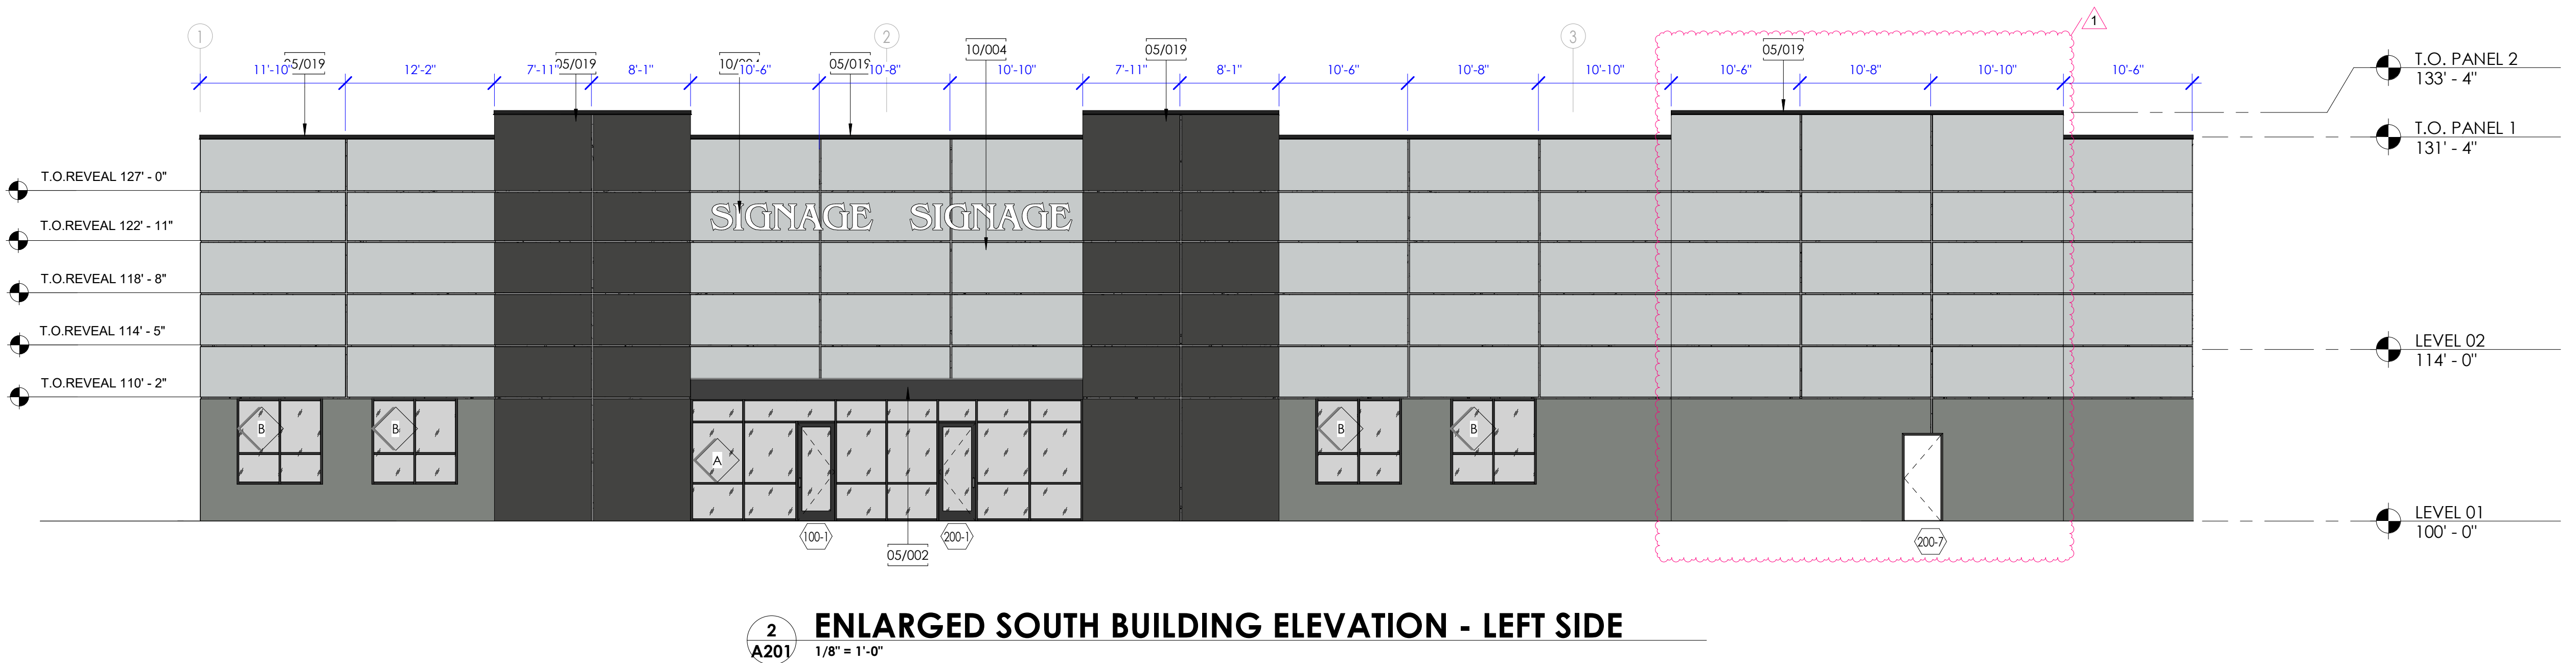 1
2
3
1
05/019
05/019
10/004
05/019
10/004
05/019
05/019
11'-10"
12'-2"
7'-11"
8'-1"
10'-6"
10'-8"
10'-10"
7'-11"
8'-1"
10'-6"
10'-8"
10'-10"
10'-6"
10'-8"
10'-10"
10'-6"
T.O. PANEL 2
133' - 4"
T.O. PANEL 1
131' - 4"
T.O.REVEAL 127' - 0"
T.O.REVEAL 122' - 11"
T.O.REVEAL 118' - 8"
T.O.REVEAL 114' - 5"
T.O.REVEAL 110' - 2"
SIGNAGE SIGNAGE
LEVEL 02
114' - 0"
B
B
A
B
B
LEVEL 01
100' - 0"
100-1
200-1
200-7
05/002
2
A201
ENLARGED SOUTH BUILDING ELEVATION - LEFT SIDE
1/8" = 1'-0"